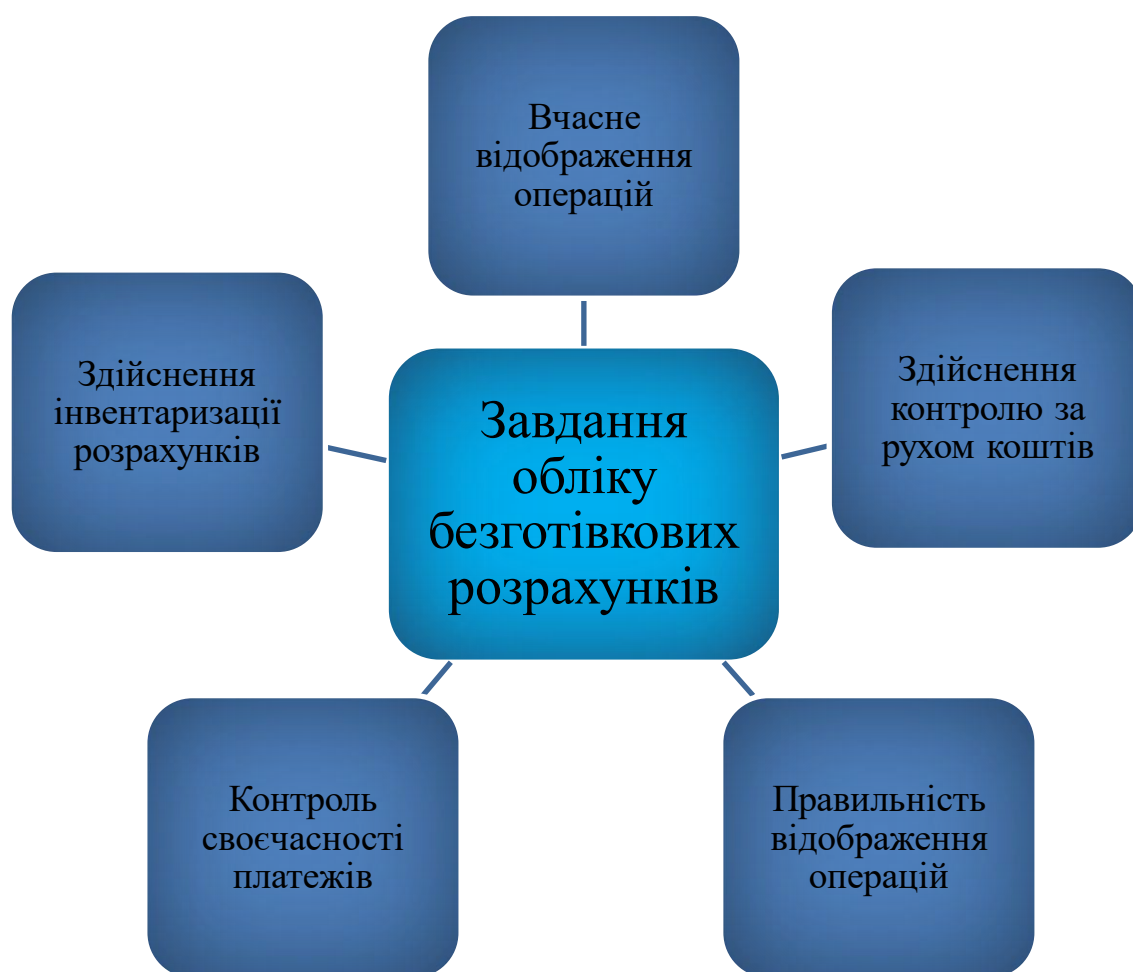 Вчасне
відображення
операцій
Здійснення
інвентаризації
розрахунків
Здійснення
контролю за
рухом коштів
Завдання
обліку
безготівкових
розрахунків
Контроль
своєчасності
платежів
Правильність
відображення
операцій